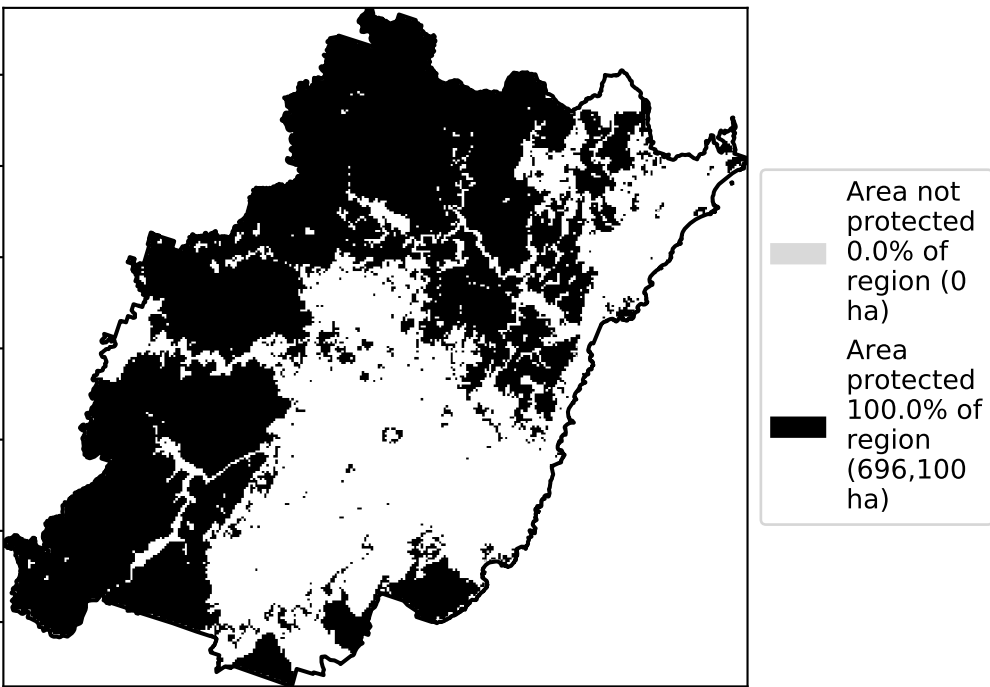 Area not
protected
0.0% of
region (0
ha)
Area
protected
100.0% of
region
(696,100
ha)